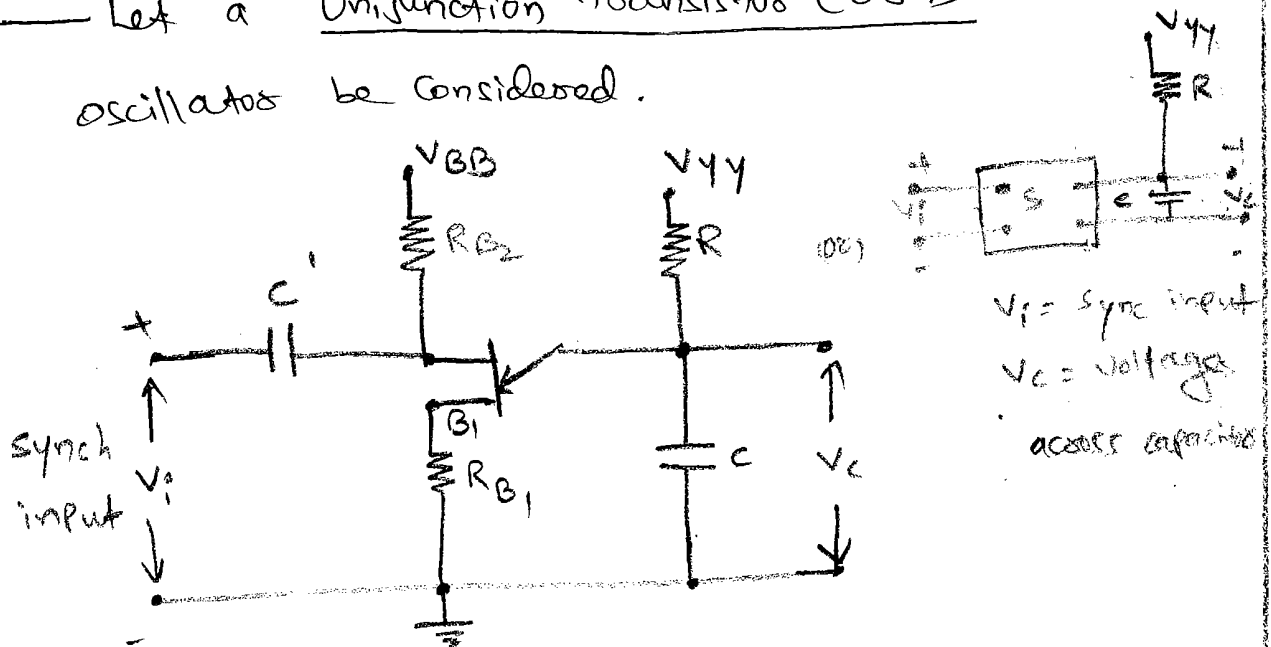 Let a Unijunction
oscillator be considered.
VBB
VYY
RB2
R
C'
+
B1
RB1
C
Vc
synch
Vi
input
-
(or)
VYY
R
+
Vi
-
S
C
+
Vc
-
Vi = sync input
Vc = Voltage
across capacitor